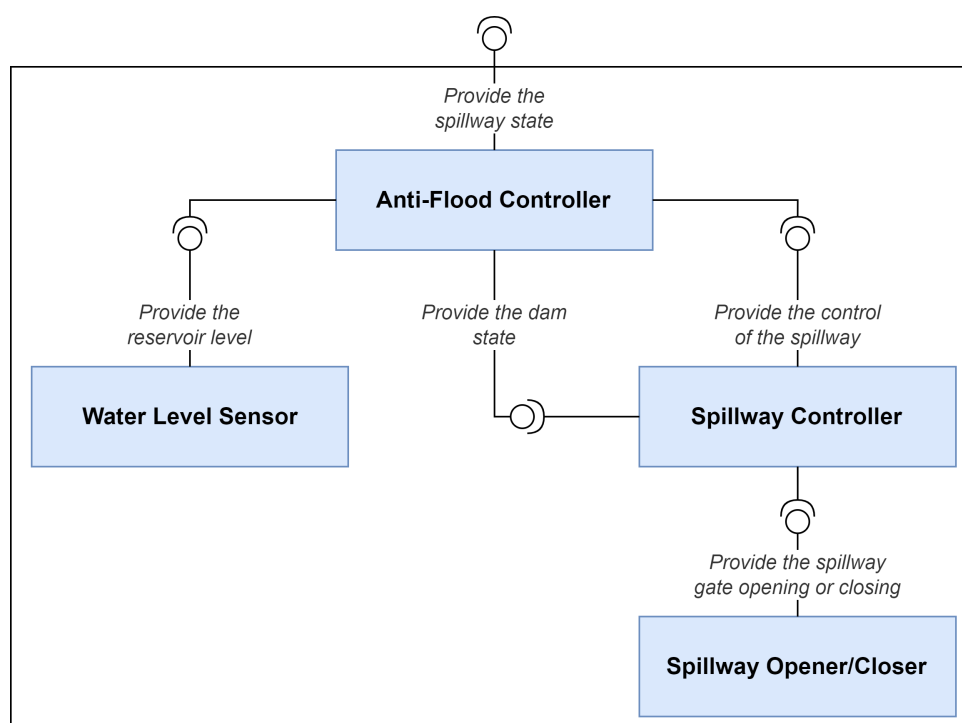 Provide the
spillway state
Anti-Flood Controller
Provide the
reservoir level
Provide the dam
state
Provide the control
of the spillway
Water Level Sensor
Spillway Controller
Provide the spillway
gate opening or closing
Spillway Opener/Closer